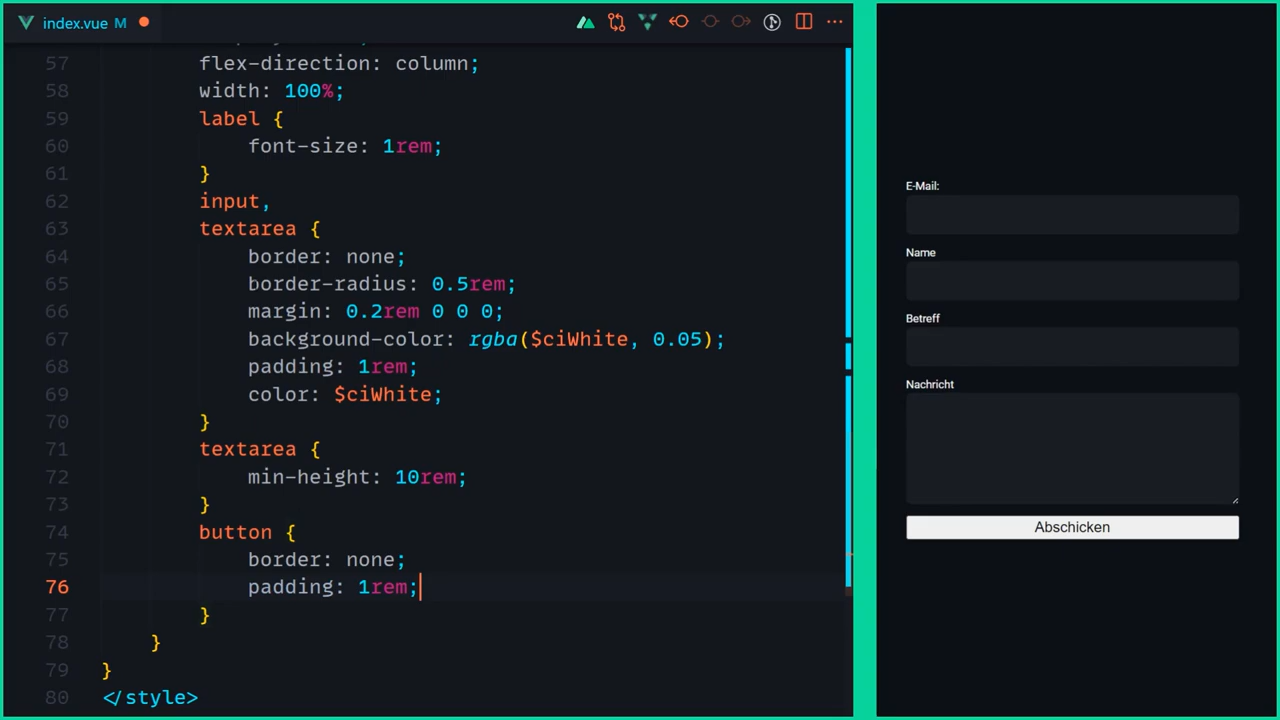 index.vue M
57 flex-direction: column;
58 width: 100%;
59 label {
60 font-size: 1rem;
61 }
62 input,
63 textarea {
64 border: none;
65 border-radius: 0.5rem;
66 margin: 0.2rem 0 0 0;
67 background-color: rgba($ciWhite, 0.05);
68 padding: 1rem;
69 color: $ciWhite;
70 }
71 textarea {
72 min-height: 10rem;
73 }
74 button {
75 border: none;
76 padding: 1rem;
77 }
78 }
79 }
80 </style>
E-Mail:
Name
Betreff
Nachricht
Abschicken